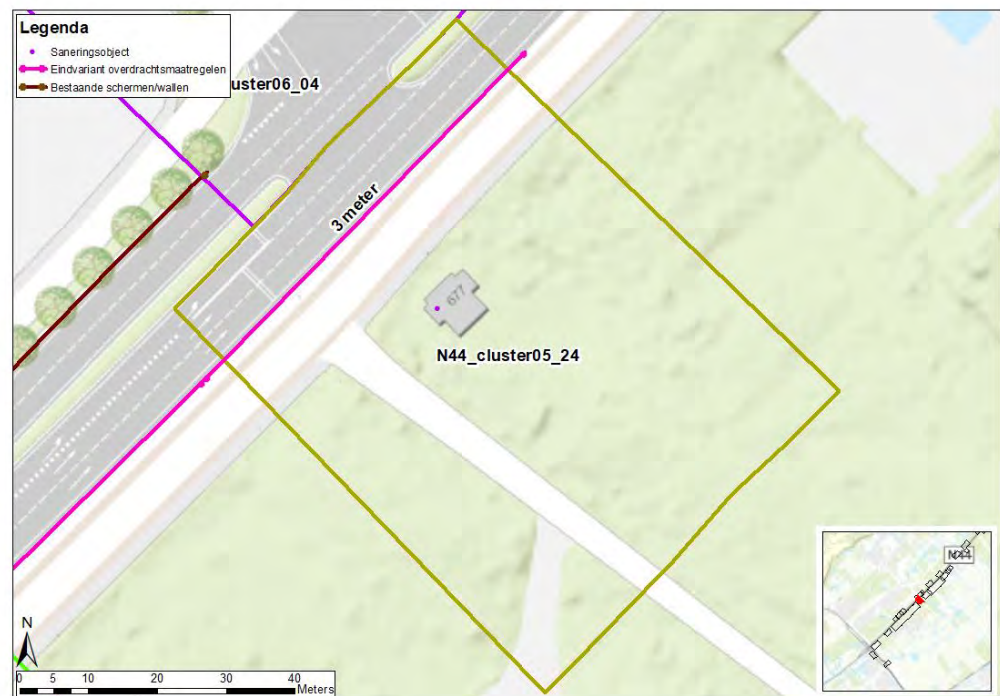 Legenda
Saneringsobject
Eindvariant overdrachtsmaatregelen
Bestaande schermen/wallen
uster06_04
3 meter
677
N44_cluster05_24
N44
N
0 5 10 20 30 40
Meters